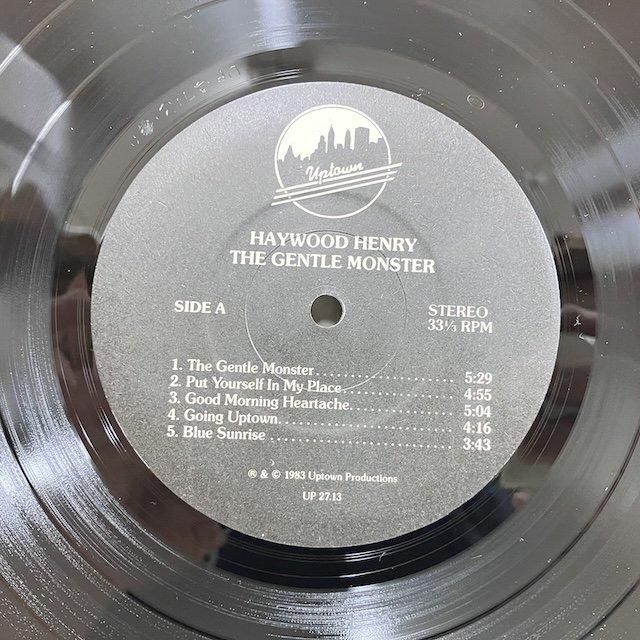 Uptown
HAYWOOD HENRY
THE GENTLE MONSTER
SIDE A
STEREO
33⅓ RPM
1. The Gentle Monster.......................... 5:29
2. Put Yourself In My Place..................... 4:55
3. Good Morning Heartache..................... 5:04
4. Going Uptown.............................. 4:16
5. Blue Sunrise ............................... 3:43
℗ & © 1983 Uptown Productions
UP 27.13